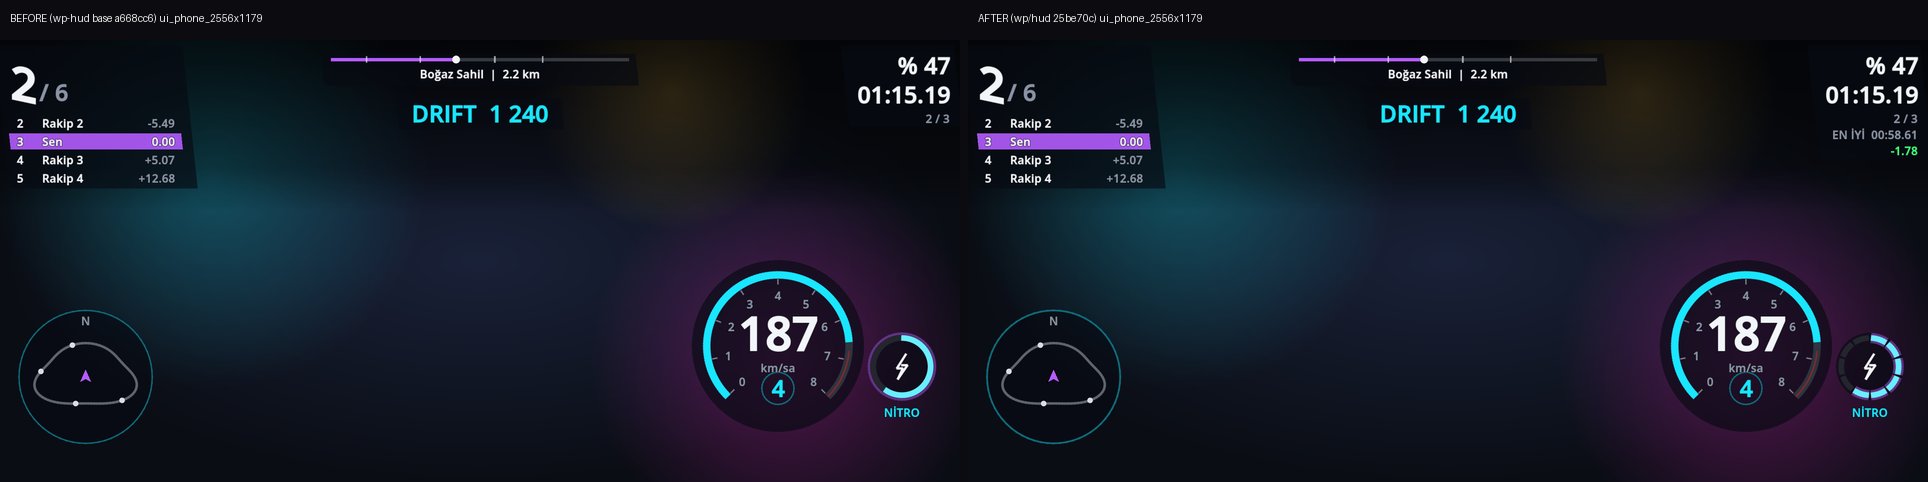 BEFORE (wp-hud base a668cc6) ui_phone_2556x1179
2 / 6
2 Rakip 2 -5.49
3 Sen 0.00
4 Rakip 3 +5.07
5 Rakip 4 +12.68
Boğaz Sahil | 2.2 km
DRIFT 1 240
% 47
01:15.19
2 / 3
N
0 1 2 3 4 5 6 7 8
187
km/sa
4
NİTRO
AFTER (wp/hud 25be70c) ui_phone_2556x1179
2 / 6
2 Rakip 2 -5.49
3 Sen 0.00
4 Rakip 3 +5.07
5 Rakip 4 +12.68
Boğaz Sahil | 2.2 km
DRIFT 1 240
% 47
01:15.19
2 / 3
EN İYİ 00:58.61
-1.78
N
0 1 2 3 4 5 6 7 8
187
km/sa
4
NİTRO